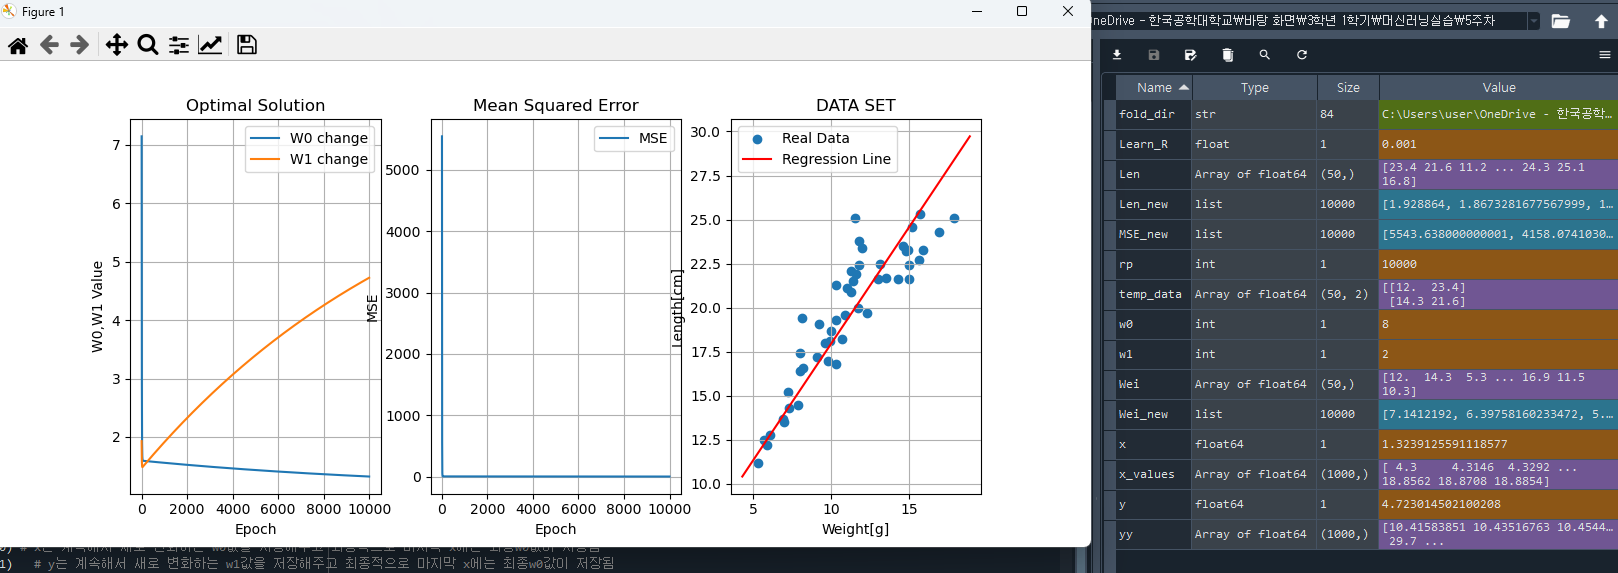 Figure 1
OneDrive - 한국공학대학교₩바탕 화면₩3학년 1학기₩머신러닝실습₩5주차
Optimal Solution
W0 change
W1 change
7
6
5
4
3
2
W0,W1 Value
0 2000 4000 6000 8000 10000
Epoch
Mean Squared Error
MSE
5000
4000
3000
2000
1000
0
MSE
0 2000 4000 6000 8000 10000
Epoch
DATA SET
Real Data
Regression Line
30.0
27.5
25.0
22.5
20.0
17.5
15.0
12.5
10.0
Length[cm]
5 10 15
Weight[g]
Name Type Size Value
fold_dir str 84 C:\Users\user\OneDrive - 한국공학…
Learn_R float 1 0.001
Len Array of float64 (50,) [23.4 21.6 11.2 ... 24.3 25.1
16.8]
Len_new list 10000 [1.928864, 1.8673281677567999, 1…
MSE_new list 10000 [5543.638000000001, 4158.0741030…
rp int 1 10000
temp_data Array of float64 (50, 2) [[12. 23.4]
[14.3 21.6]
w0 int 1 8
w1 int 1 2
Wei Array of float64 (50,) [12. 14.3 5.3 ... 16.9 11.5
10.3]
Wei_new list 10000 [7.1412192, 6.39758160233472, 5.…
x float64 1 1.3239125591118577
x_values Array of float64 (1000,) [ 4.3 4.3146 4.3292 ...
18.8562 18.8708 18.8854]
y float64 1 4.723014502100208
yy Array of float64 (1000,) [10.41583851 10.43516763 10.4544…
29.7 ...
1) # y는 계속해서 새로 변화하는 w1값을 저장해주고 최종적으로 마지막 x에는 최종w0값이 저장됨